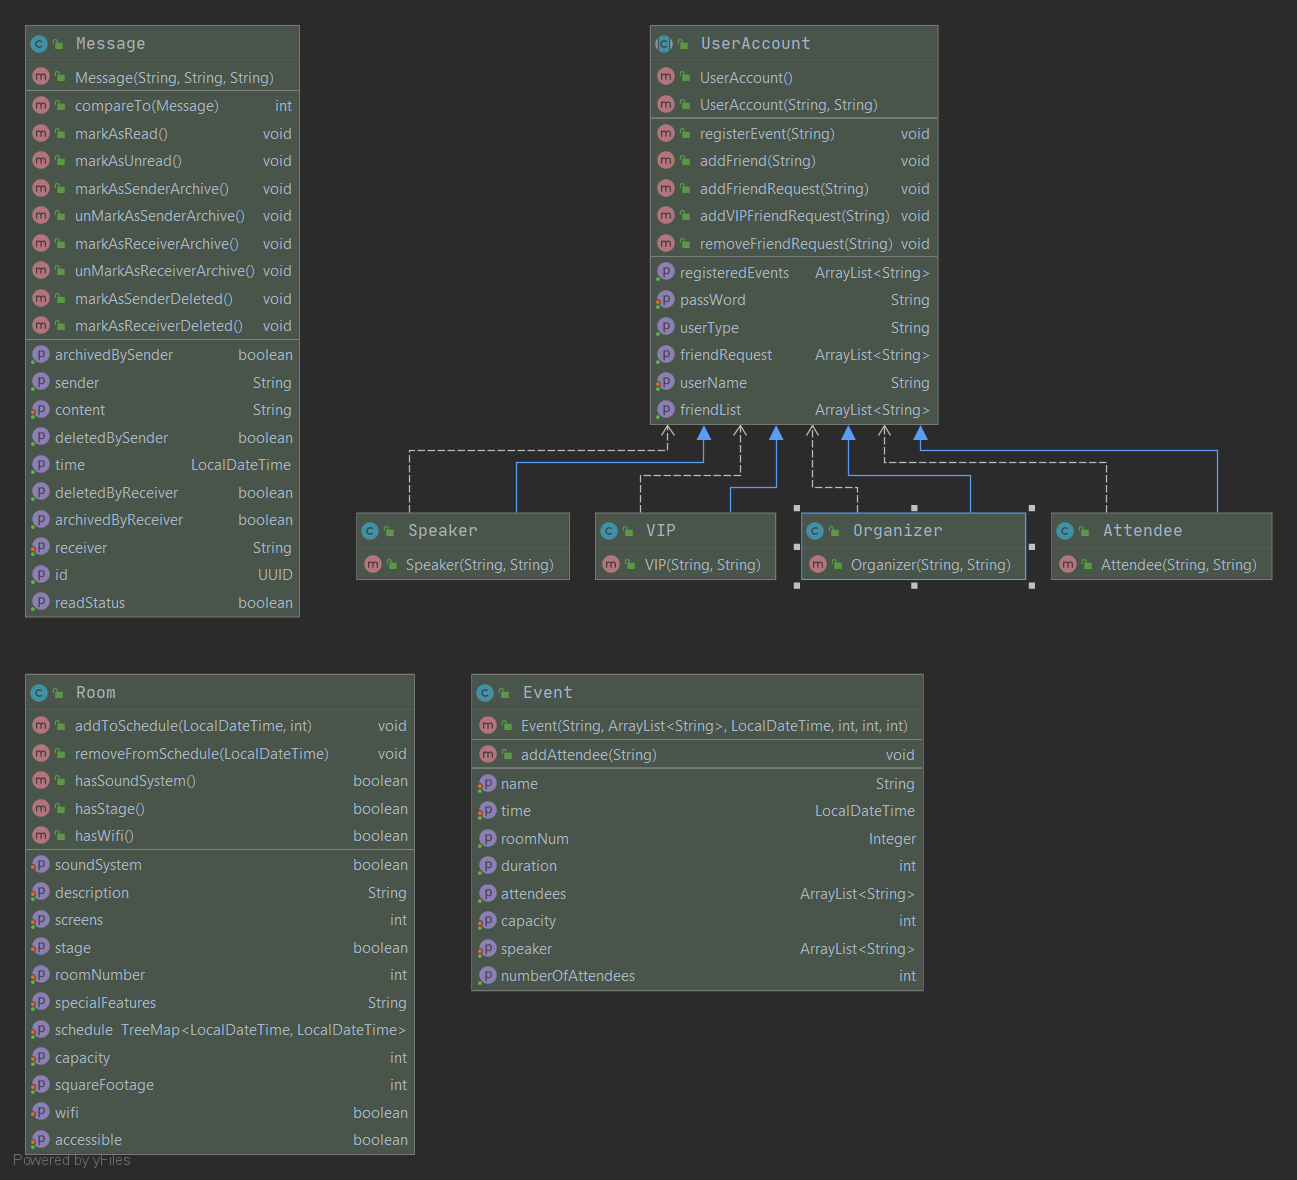 Message
Message(String, String, String)
compareTo(Message) int
markAsRead() void
markAsUnread() void
markAsSenderArchive() void
unMarkAsSenderArchive() void
markAsReceiverArchive() void
unMarkAsReceiverArchive() void
markAsSenderDeleted() void
markAsReceiverDeleted() void
archivedBySender boolean
sender String
content String
deletedBySender boolean
time LocalDateTime
deletedByReceiver boolean
archivedByReceiver boolean
receiver String
id UUID
readStatus boolean
UserAccount
UserAccount()
UserAccount(String, String)
registerEvent(String) void
addFriend(String) void
addFriendRequest(String) void
addVIPFriendRequest(String) void
removeFriendRequest(String) void
registeredEvents ArrayList<String>
passWord String
userType String
friendRequest ArrayList<String>
userName String
friendList ArrayList<String>
Speaker
Speaker(String, String)
VIP
VIP(String, String)
Organizer
Organizer(String, String)
Attendee
Attendee(String, String)
Room
addToSchedule(LocalDateTime, int) void
removeFromSchedule(LocalDateTime) void
hasSoundSystem() boolean
hasStage() boolean
hasWifi() boolean
soundSystem boolean
description String
screens int
stage boolean
roomNumber int
specialFeatures String
schedule TreeMap<LocalDateTime, LocalDateTime>
capacity int
squareFootage int
wifi boolean
accessible boolean
Event
Event(String, ArrayList<String>, LocalDateTime, int, int, int)
addAttendee(String) void
name String
time LocalDateTime
roomNum Integer
duration int
attendees ArrayList<String>
capacity int
speaker ArrayList<String>
numberOfAttendees int
Powered by yFiles